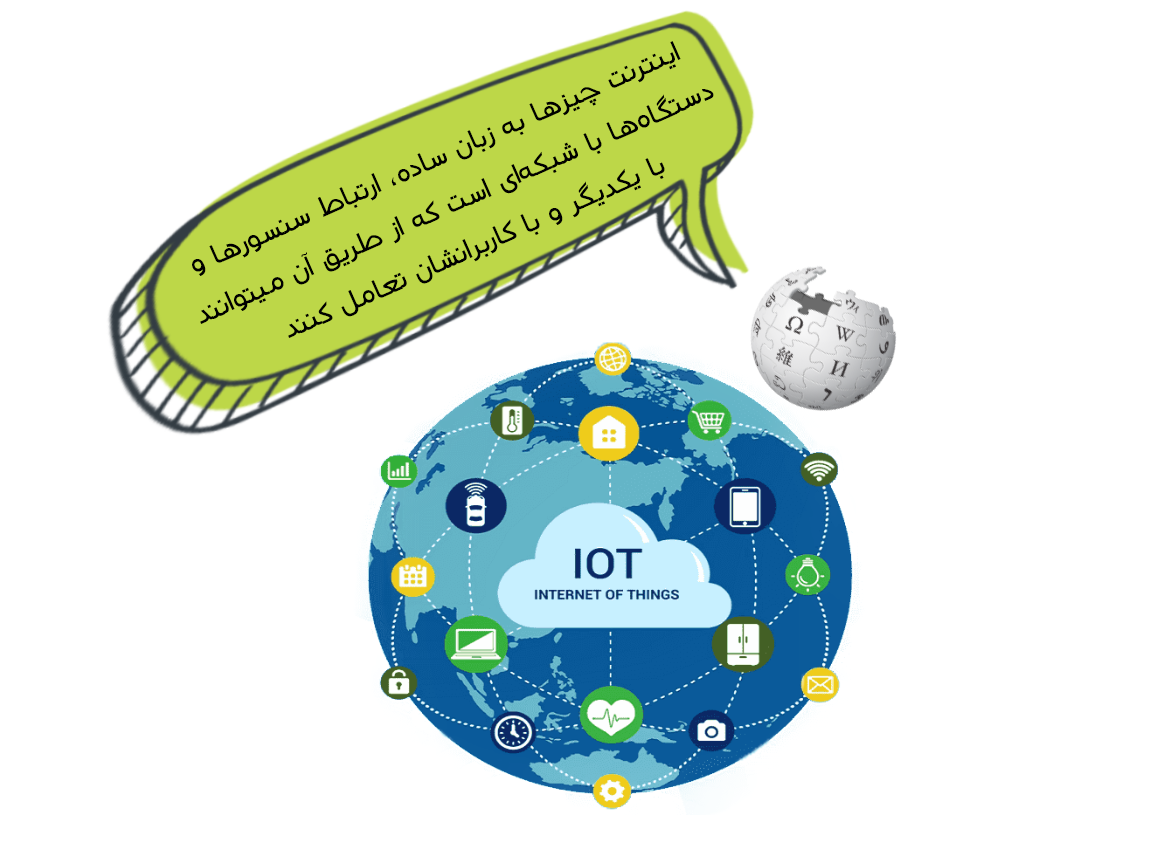 اینترنت چیزها به زبان ساده، ارتباط سنسورها و
دستگاه‌ها با شبکه‌ای است که از طریق آن میتوانند
با یکدیگر و با کاربرانشان تعامل کنند
Ω
W
維
И
IOT
INTERNET OF THINGS